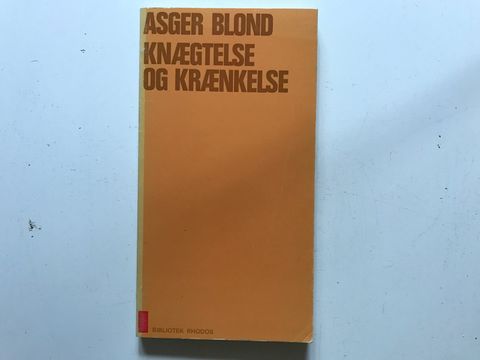 ASGER BLOND
KNÆGTELSE
OG KRÆNKELSE
BIBLIOTEK RHODOS